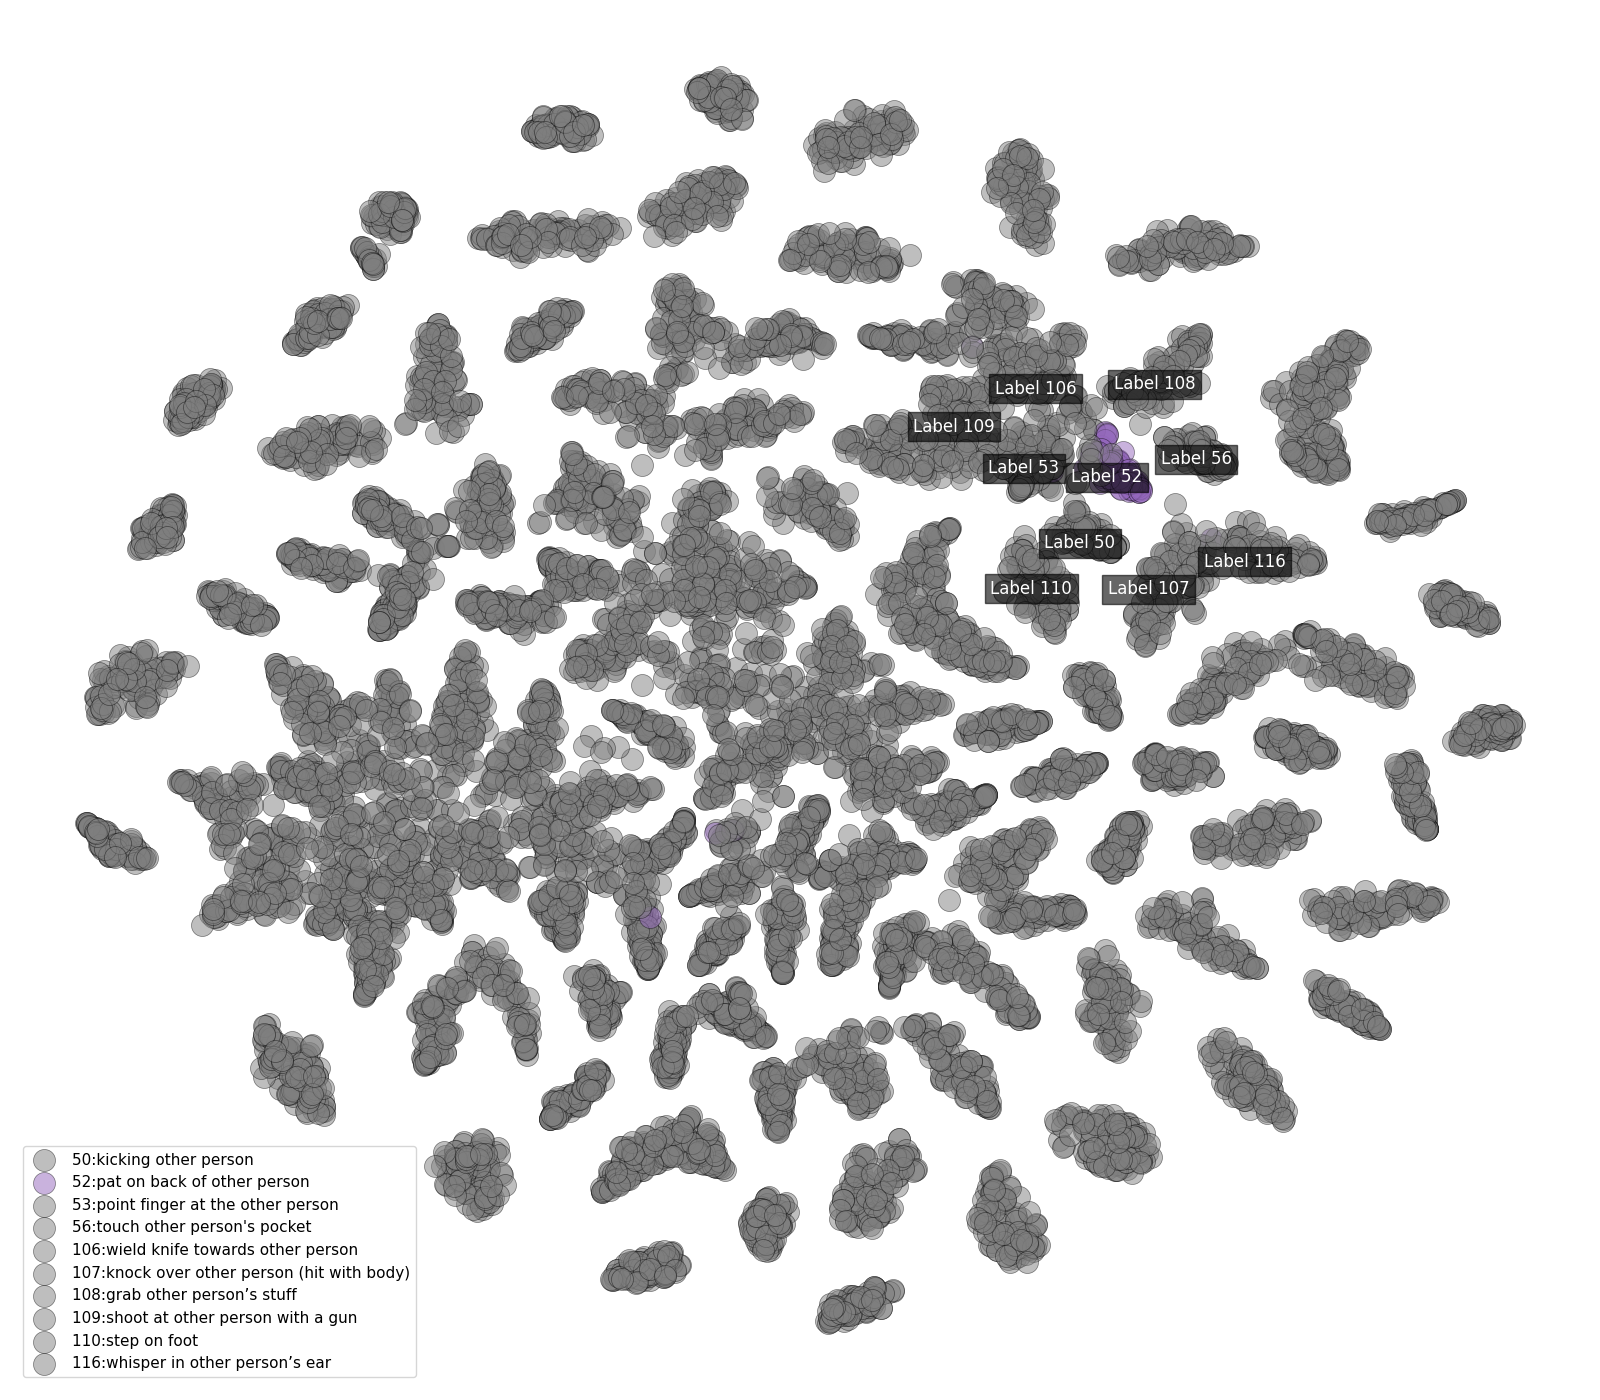 Label 106
Label 108
Label 109
Label 53
Label 52
Label 56
Label 50
Label 116
Label 110
Label 107
50:kicking other person
52:pat on back of other person
53:point finger at the other person
56:touch other person's pocket
106:wield knife towards other person
107:knock over other person (hit with body)
108:grab other person’s stuff
109:shoot at other person with a gun
110:step on foot
116:whisper in other person’s ear